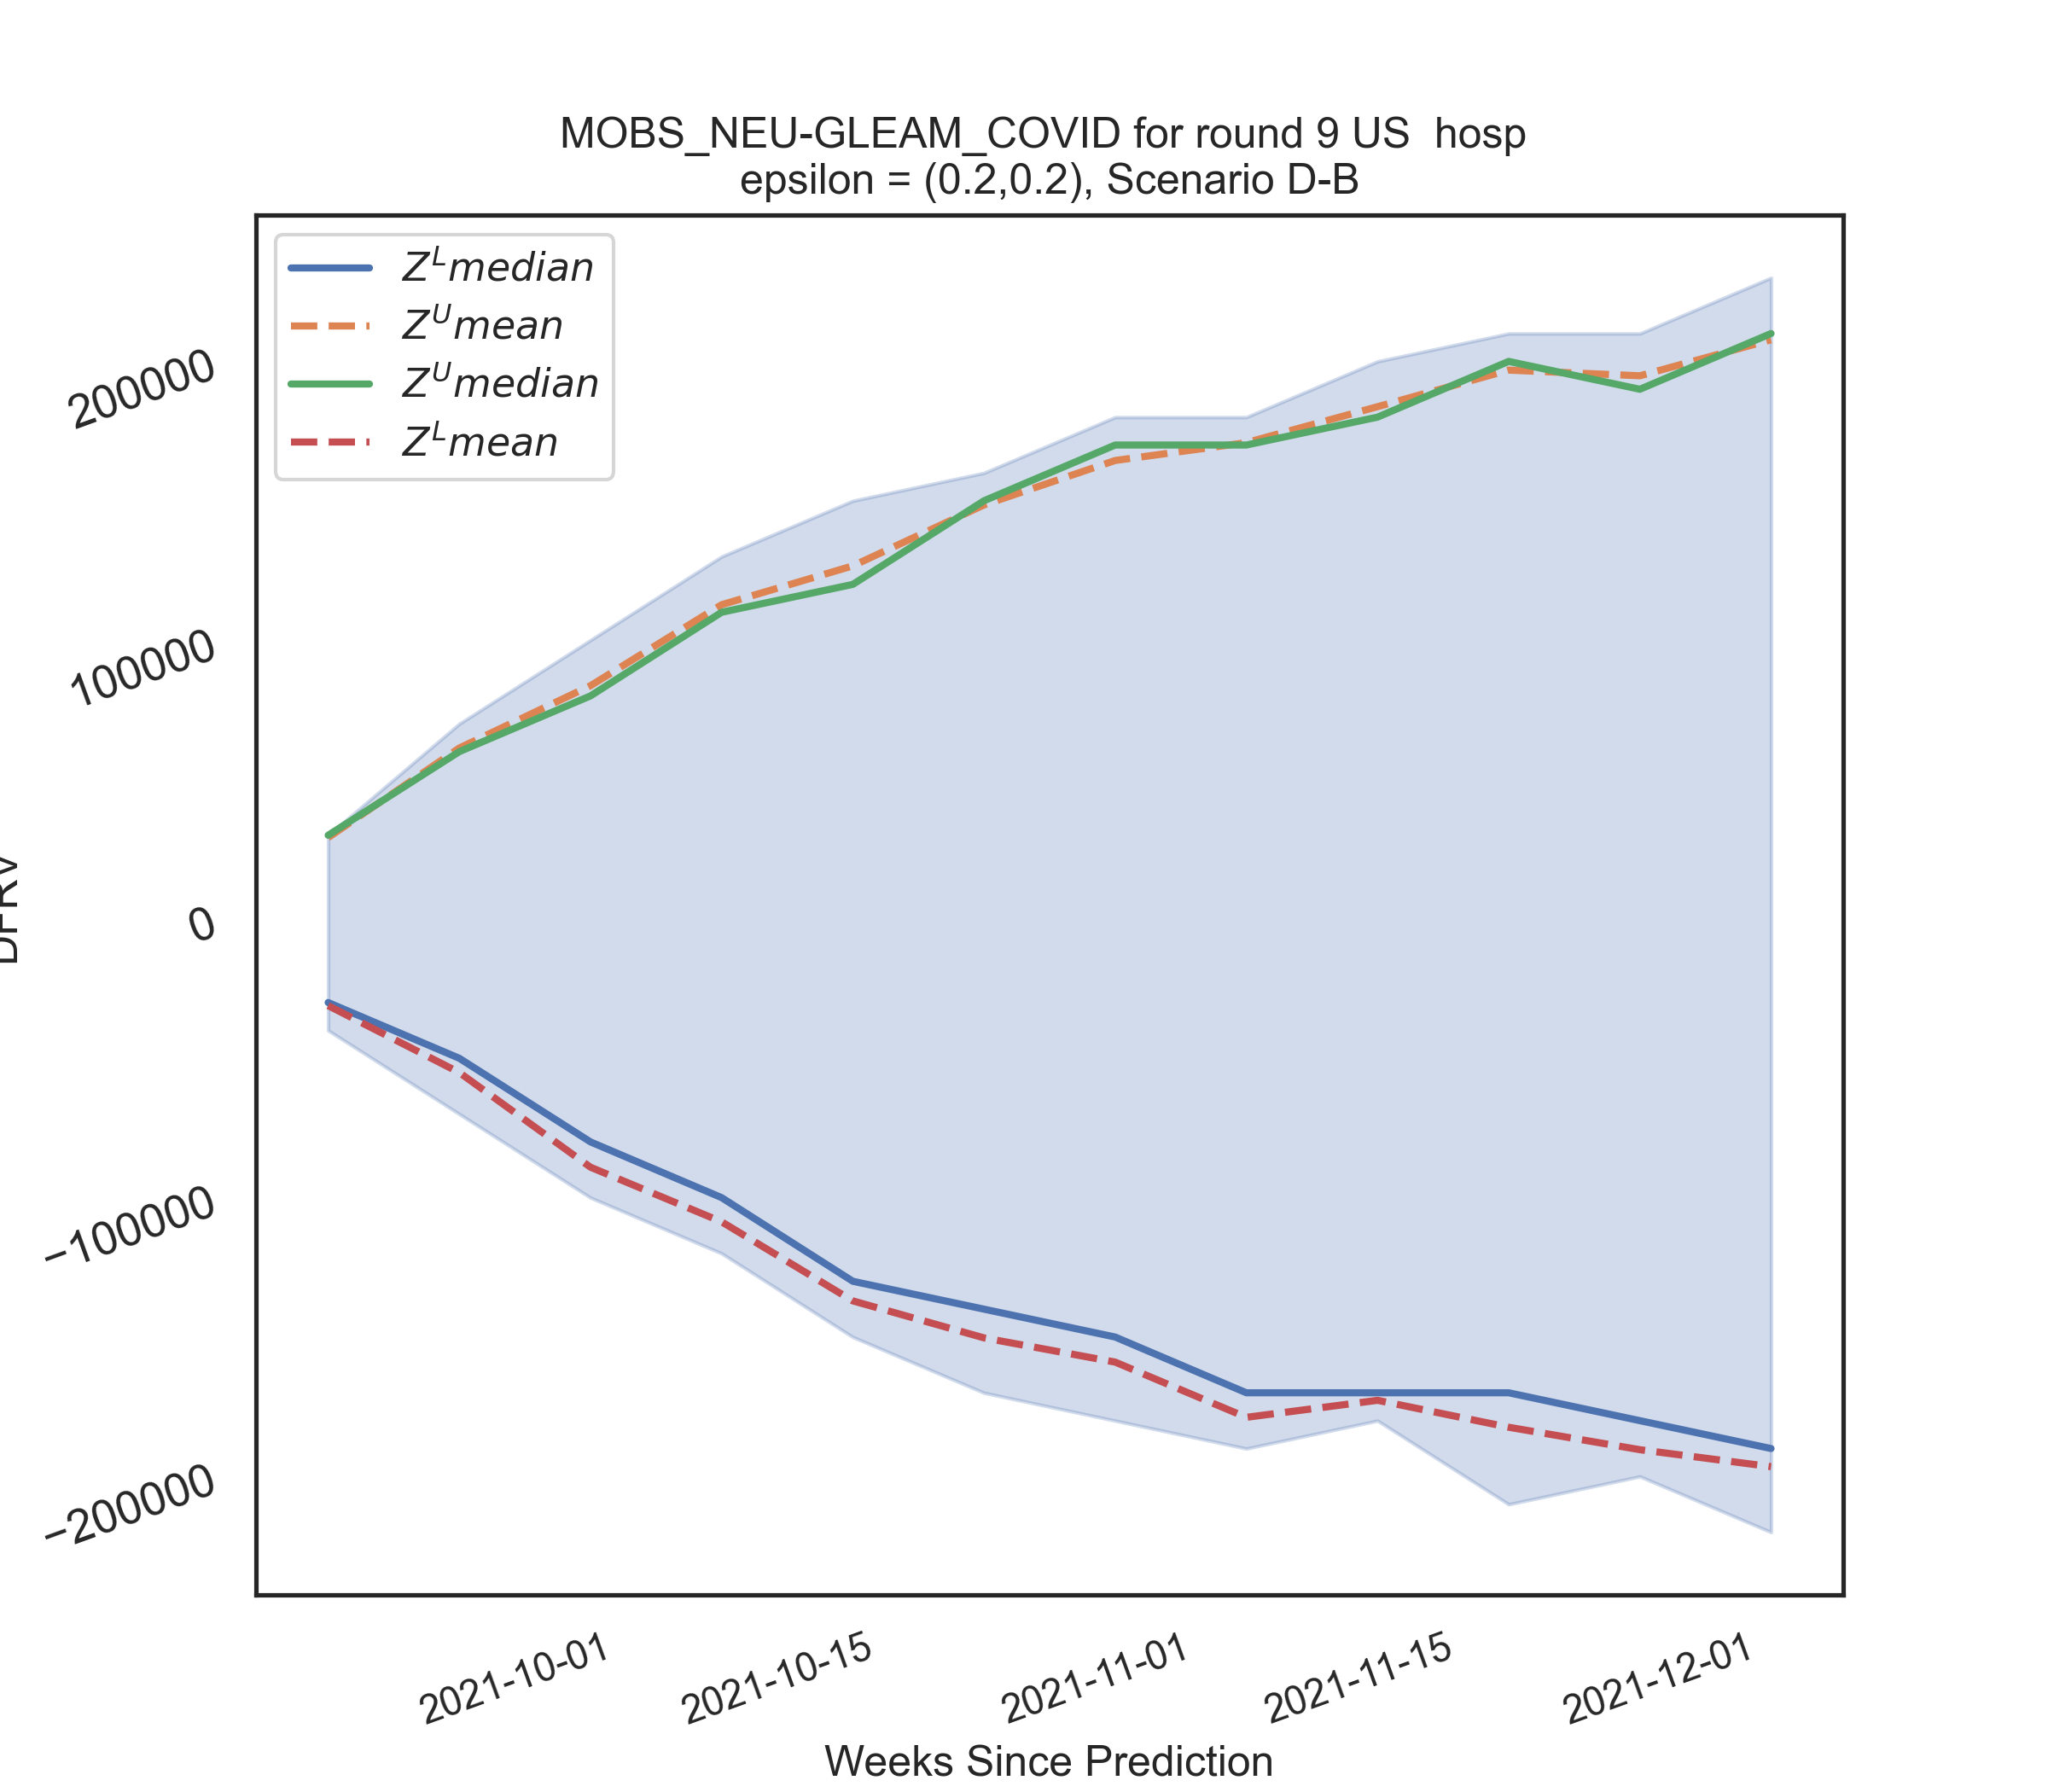 MOBS_NEU-GLEAM_COVID for round 9 US  hosp
epsilon = (0.2,0.2), Scenario D-B
Z^L median
Z^U mean
Z^U median
Z^L mean
200000
100000
0
−100000
−200000
2021-10-01
2021-10-15
2021-11-01
2021-11-15
2021-12-01
Weeks Since Prediction